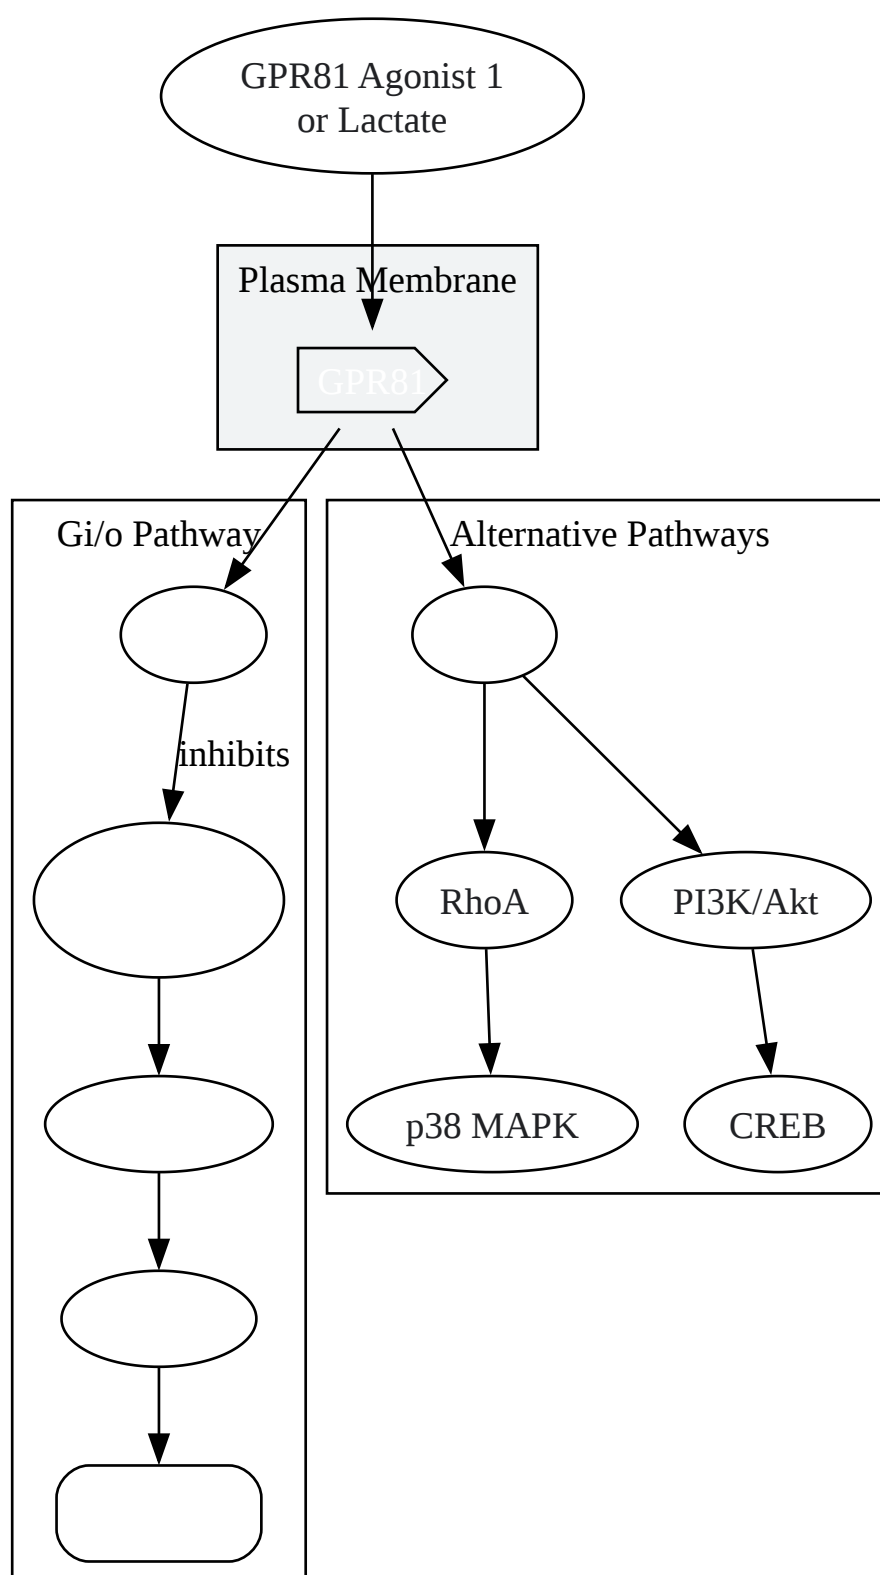 GPR81 Agonist 1
or Lactate
Plasma Membrane
GPR81
Gi/o Pathway
Alternative Pathways
inhibits
RhoA
PI3K/Akt
p38 MAPK
CREB